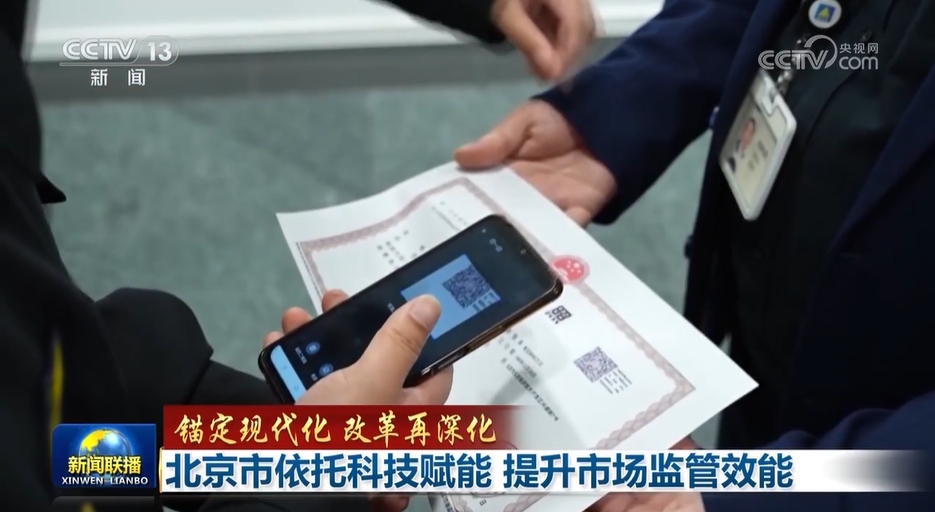 CCTV 13
新闻
CCTV.com 央视网
照
锚定现代化 改革再深化
新闻联播
XINWEN LIANBO
北京市依托科技赋能 提升市场监管效能